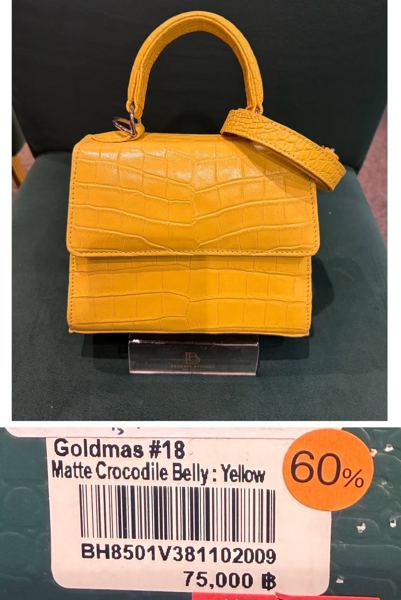 B
Goldmas #18
Matte Crocodile Belly : Yellow
60%
BH8501V381102009
75,000 ฿